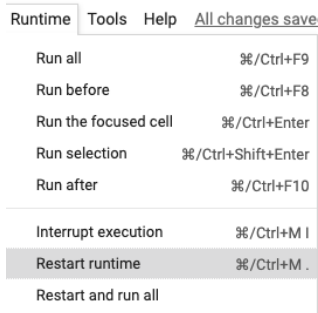 Runtime Tools Help All changes save
Run all ⌘/Ctrl+F9
Run before ⌘/Ctrl+F8
Run the focused cell ⌘/Ctrl+Enter
Run selection ⌘/Ctrl+Shift+Enter
Run after ⌘/Ctrl+F10
Interrupt execution ⌘/Ctrl+M I
Restart runtime ⌘/Ctrl+M .
Restart and run all